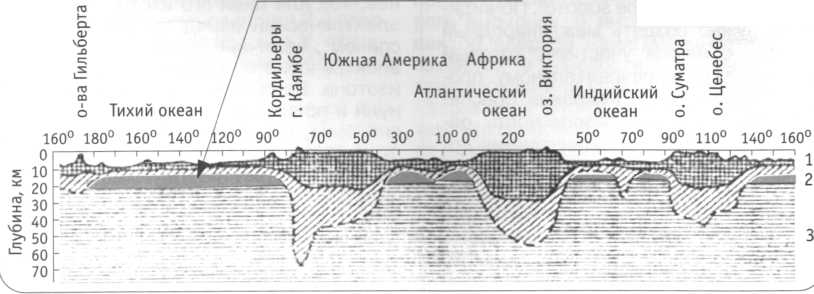 о-ва Гильберта
Тихий океан
Кордильеры
г. Каямбе
Южная Америка
Африка
Атлантический
океан
оз. Виктория
Индийский
океан
о. Суматра
о. Целебес
160° 180° 160° 140° 120° 90° 70° 50° 30° 10° 0° 20° 50° 70° 90° 110° 140° 160°
Глубина, км
0
10
20
30
40
50
60
70
1
2
3